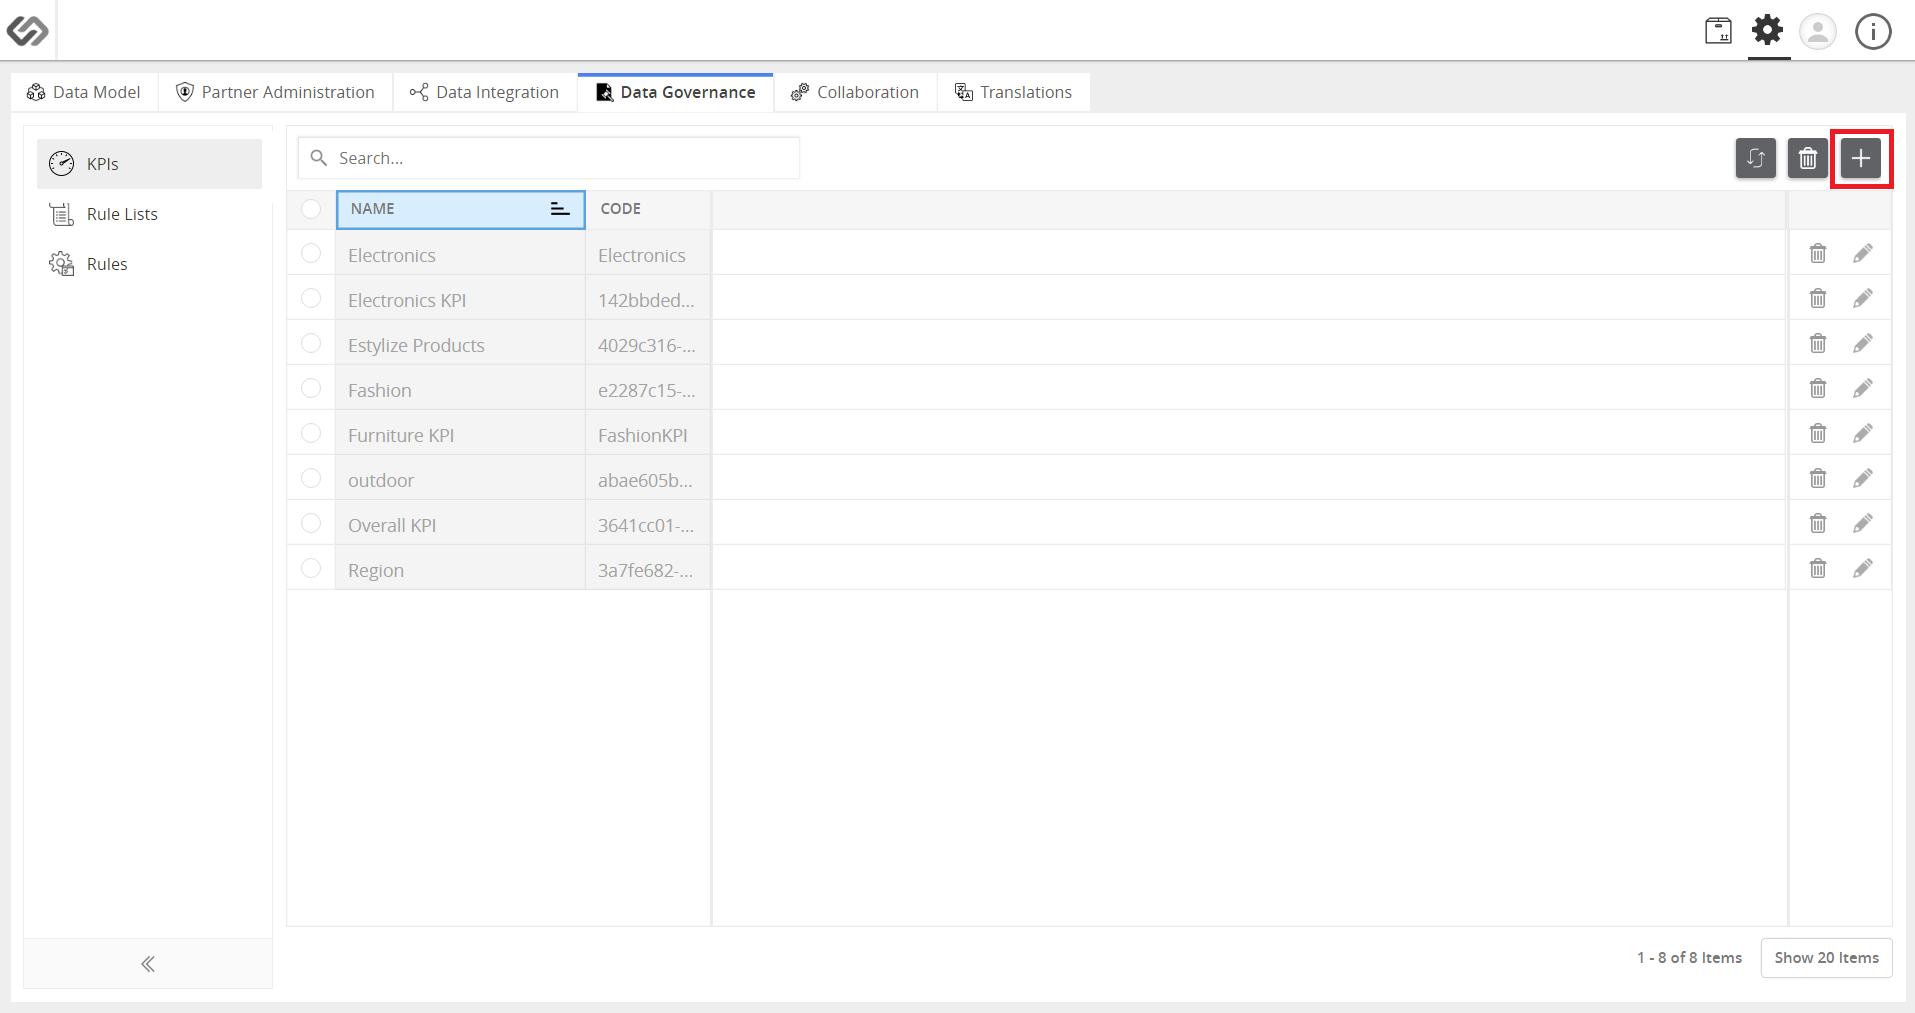 Data Model
Partner Administration
Data Integration
Data Governance
Collaboration
Translations
KPIs
Rule Lists
Rules
Search...
NAME
CODE
Electronics
Electronics
Electronics KPI
142bbded...
Estylize Products
4029c316-...
Fashion
e2287c15-...
Furniture KPI
FashionKPI
outdoor
abae605b...
Overall KPI
3641cc01-...
Region
3a7fe682-...
1 - 8 of 8 Items
Show 20 Items